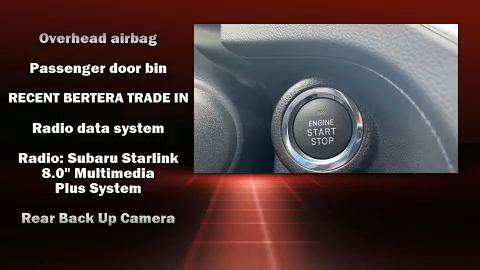 Overhead airbag
Passenger door bin
RECENT BERTERA TRADE IN
Radio data system
Radio: Subaru Starlink
8.0" Multimedia
Plus System
Rear Back Up Camera
ENGINE
START
STOP